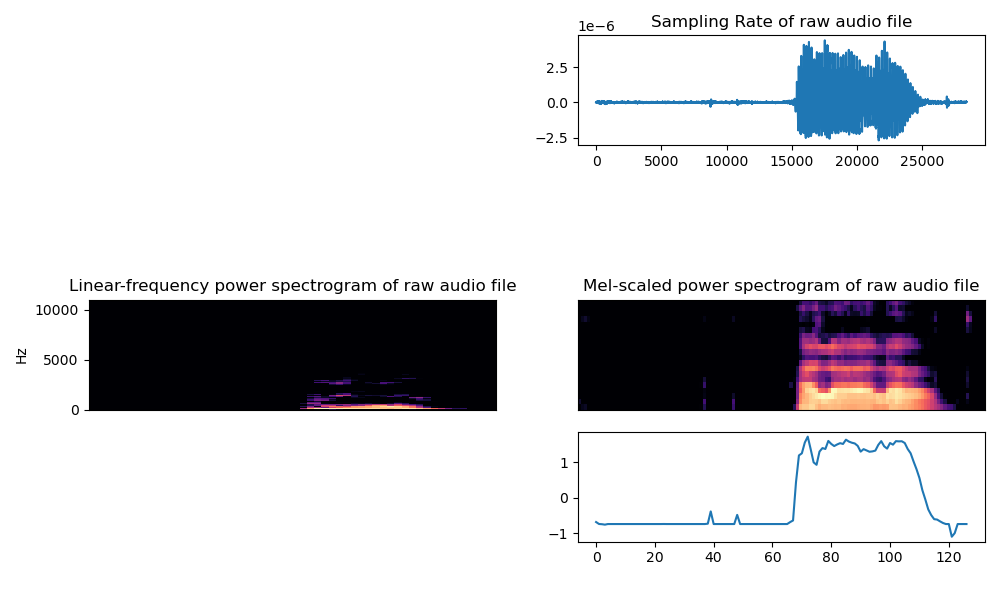 Sampling Rate of raw audio file
1e−6
2.5
0.0
−2.5
0 5000 10000 15000 20000 25000
Linear-frequency power spectrogram of raw audio file
Hz
10000
5000
0
Mel-scaled power spectrogram of raw audio file
1
0
−1
0 20 40 60 80 100 120